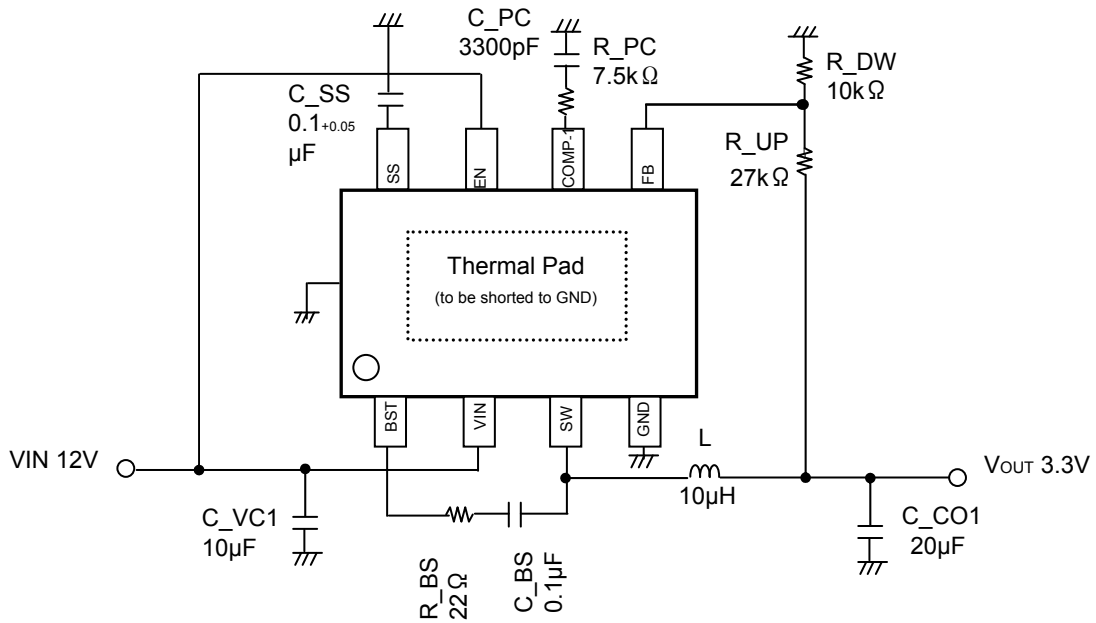 C_PC
3300pF
R_PC
7.5kΩ
R_DW
10kΩ
C_SS
0.1+0.05
µF
R_UP
27kΩ
SS
EN
COMP-1
FB
Thermal Pad
(to be shorted to GND)
BST
VIN
SW
GND
L
10µH
VIN 12V
VOUT 3.3V
C_VC1
10µF
R_BS
22Ω
C_BS
0.1µF
C_CO1
20µF